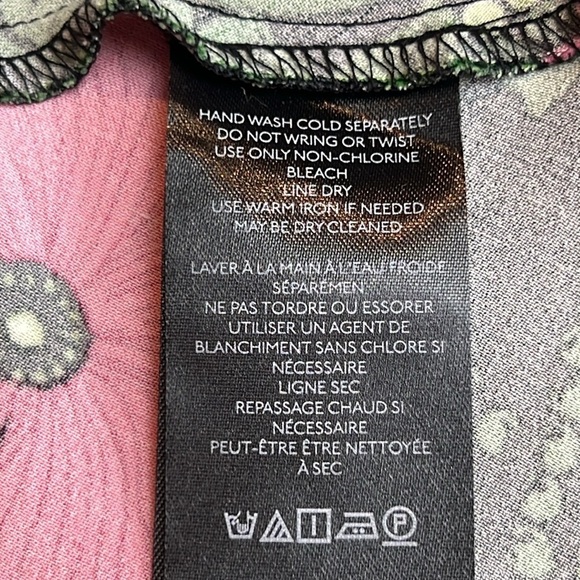 HAND WASH COLD SEPARATELY
DO NOT WRING OR TWIST
USE ONLY NON-CHLORINE
BLEACH
LINE DRY
USE WARM IRON IF NEEDED
MAY BE DRY CLEANED
LAVER À LA MAIN À L'EAU FROIDE
SÉPARÉMEN
NE PAS TORDRE OU ESSORER
UTILISER UN AGENT DE
BLANCHIMENT SANS CHLORE SI
NÉCESSAIRE
LIGNE SEC
REPASSAGE CHAUD SI
NÉCESSAIRE
PEUT-ÊTRE ÊTRE NETTOYÉE
À SEC
P